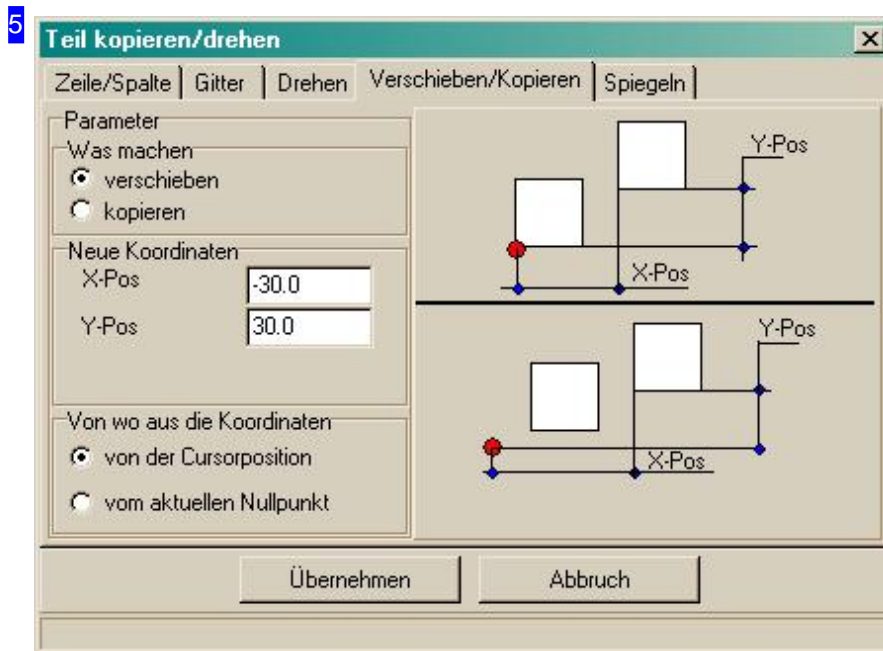 5
Teil kopieren/drehen
Zeile/Spalte Gitter Drehen Verschieben/Kopieren Spiegeln
Parameter
Was machen
verschieben
kopieren
Neue Koordinaten
X-Pos -30.0
Y-Pos 30.0
Von wo aus die Koordinaten
von der Cursorposition
vom aktuellen Nullpunkt
Y-Pos
X-Pos
Y-Pos
X-Pos
Übernehmen Abbruch